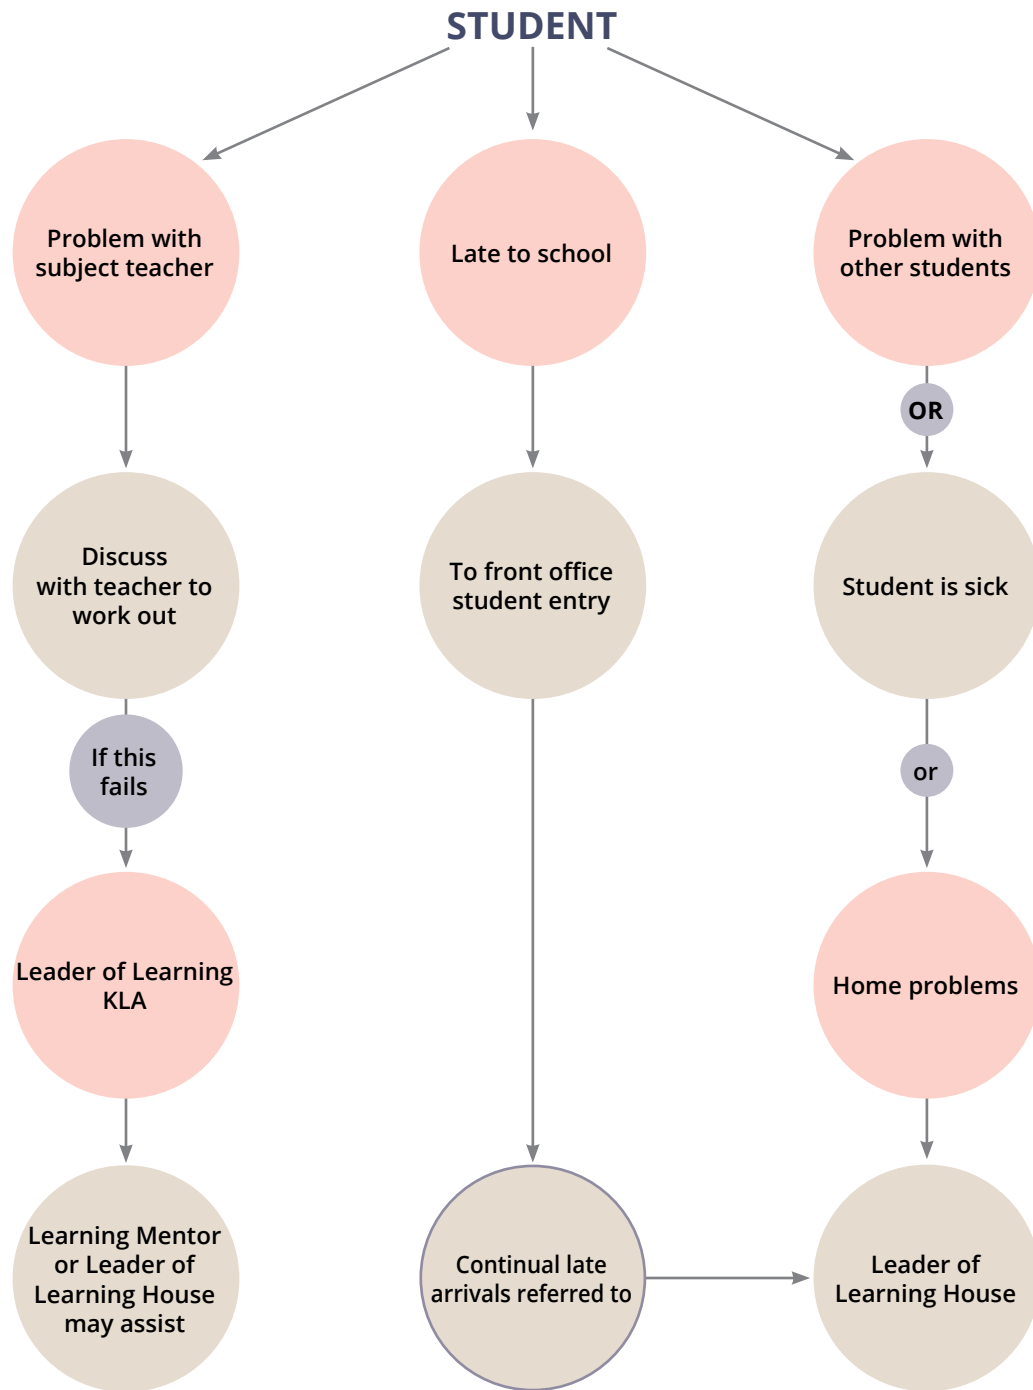 STUDENT
Problem with
subject teacher
Late to school
Problem with
other students
OR
Discuss
with teacher to
work out
To front office
student entry
Student is sick
If this
fails
or
Leader of Learning
KLA
Home problems
Learning Mentor
or Leader of
Learning House
may assist
Continual late
arrivals referred to
Leader of
Learning House